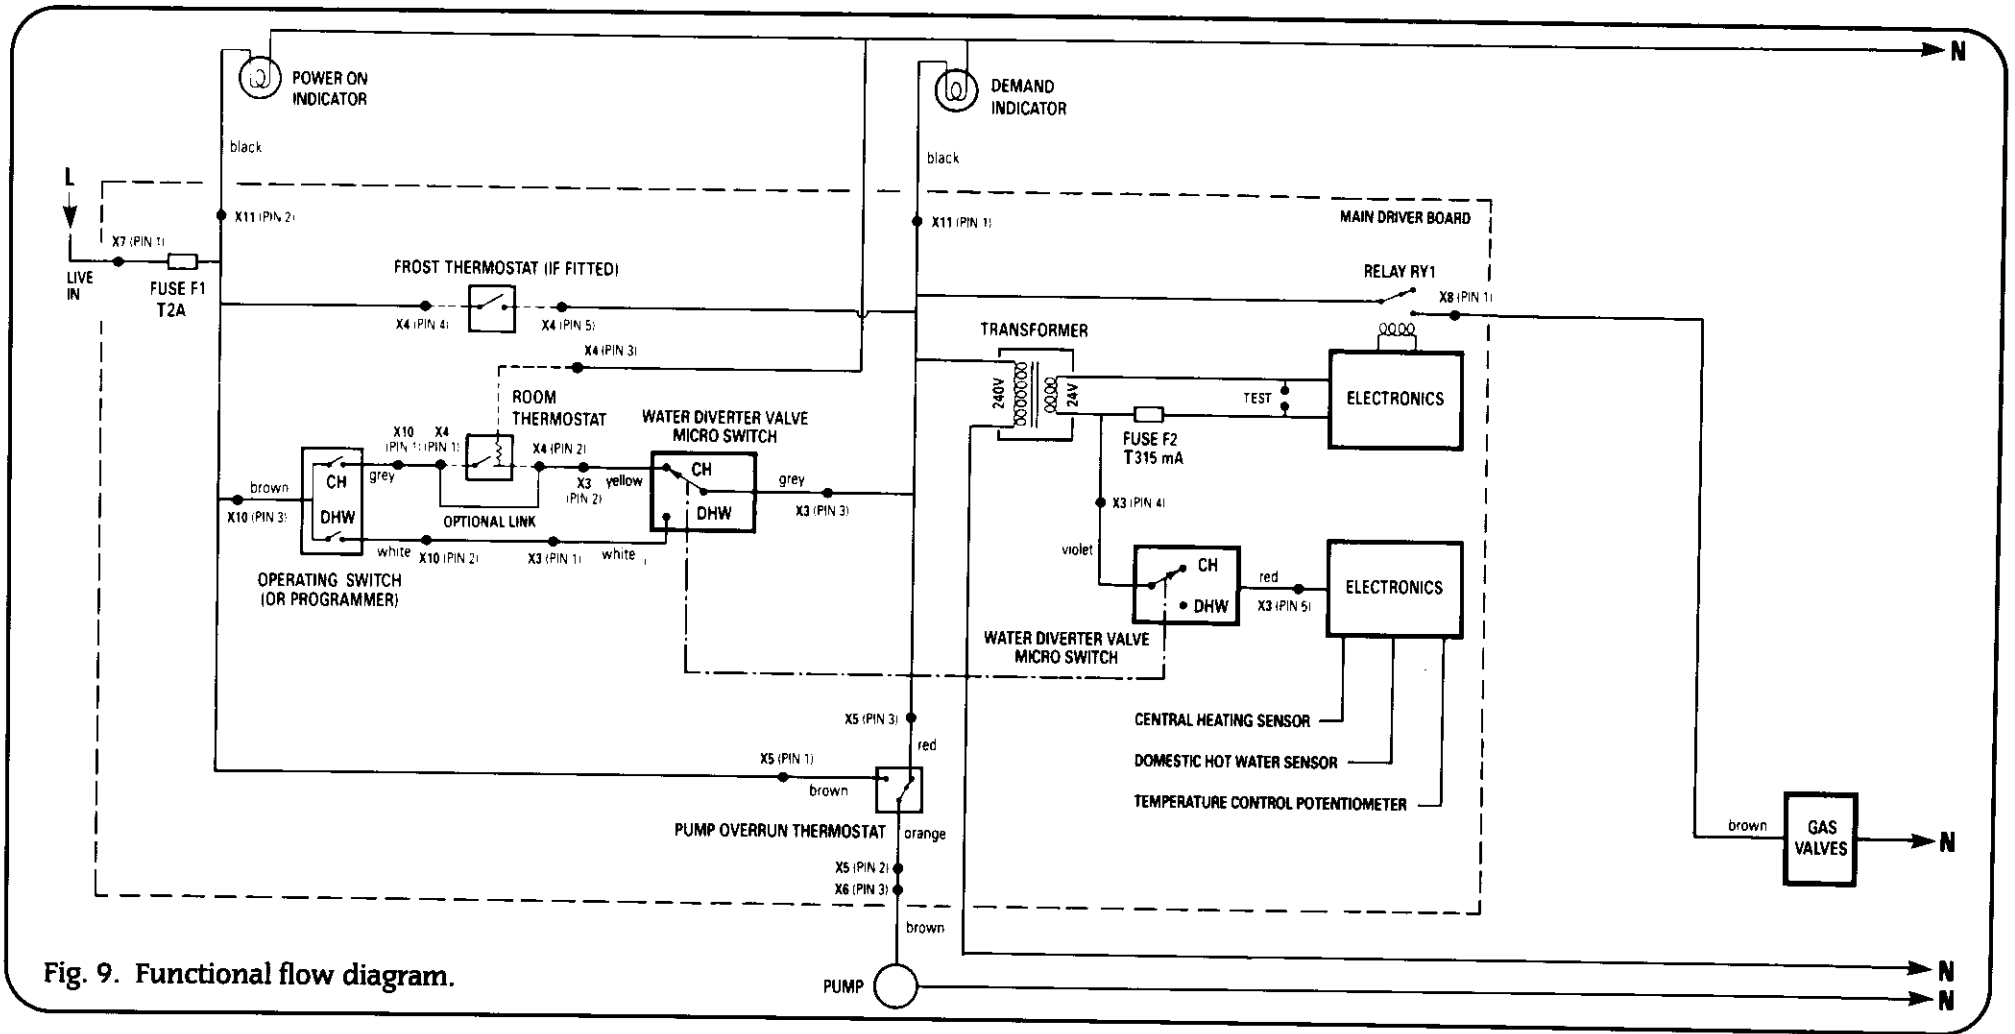 N
POWER ON
INDICATOR
DEMAND
INDICATOR
black
black
L
X11 (PIN 2)
X11 (PIN 1)
MAIN DRIVER BOARD
X7 (PIN 1)
LIVE
IN
FUSE F1
T2A
FROST THERMOSTAT (IF FITTED)
RELAY RY1
X8 (PIN 1)
X4 (PIN 4)
X4 (PIN 5)
TRANSFORMER
X4 (PIN 3)
240V
24V
TEST
ELECTRONICS
ROOM
THERMOSTAT
WATER DIVERTER VALVE
MICRO SWITCH
FUSE F2
T315 mA
X10
(PIN 1)
X4
(PIN 1)
X4 (PIN 2)
grey
CH
X3
(PIN 2)
yellow
CH
grey
X3 (PIN 3)
brown
X10 (PIN 3)
DHW
OPTIONAL LINK
DHW
X3 (PIN 4)
white
X10 (PIN 2)
X3 (PIN 1)
white
violet
OPERATING SWITCH
(OR PROGRAMMER)
CH
DHW
red
X3 (PIN 5)
ELECTRONICS
WATER DIVERTER VALVE
MICRO SWITCH
X5 (PIN 3)
red
CENTRAL HEATING SENSOR
X5 (PIN 1)
brown
DOMESTIC HOT WATER SENSOR
TEMPERATURE CONTROL POTENTIOMETER
PUMP OVERRUN THERMOSTAT
orange
brown
GAS
VALVES
N
X5 (PIN 2)
X6 (PIN 3)
brown
Fig. 9. Functional flow diagram.
PUMP
N
N